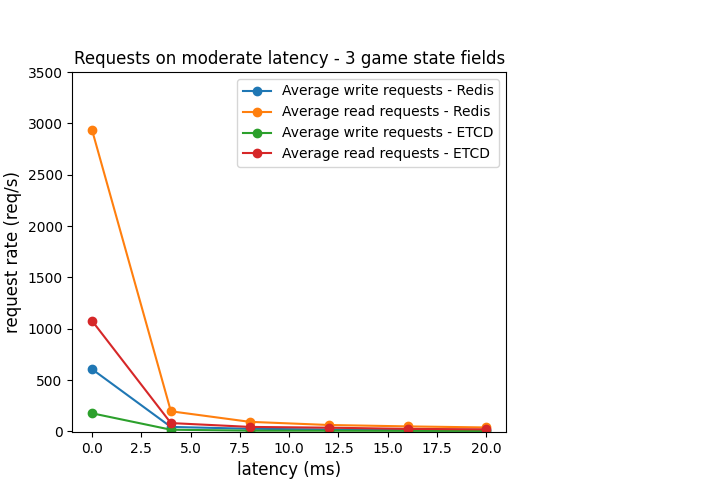 Requests on moderate latency - 3 game state fields
request rate (req/s)
3500
3000
2500
2000
1500
1000
500
0
Average write requests - Redis
Average read requests - Redis
Average write requests - ETCD
Average read requests - ETCD
0.0 2.5 5.0 7.5 10.0 12.5 15.0 17.5 20.0
latency (ms)